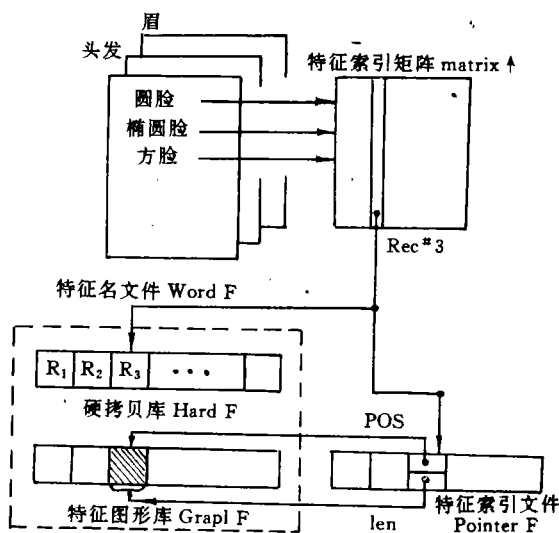 眉
头发
特征索引矩阵 matrix ↑
圆脸
椭圆脸
方脸
Rec#3
特征名文件 Word F
R₁ R₂ R₃ • • •
硬拷贝库 Hard F
POS
特征图形库 Grapl F
len
特征索引文件
Pointer F